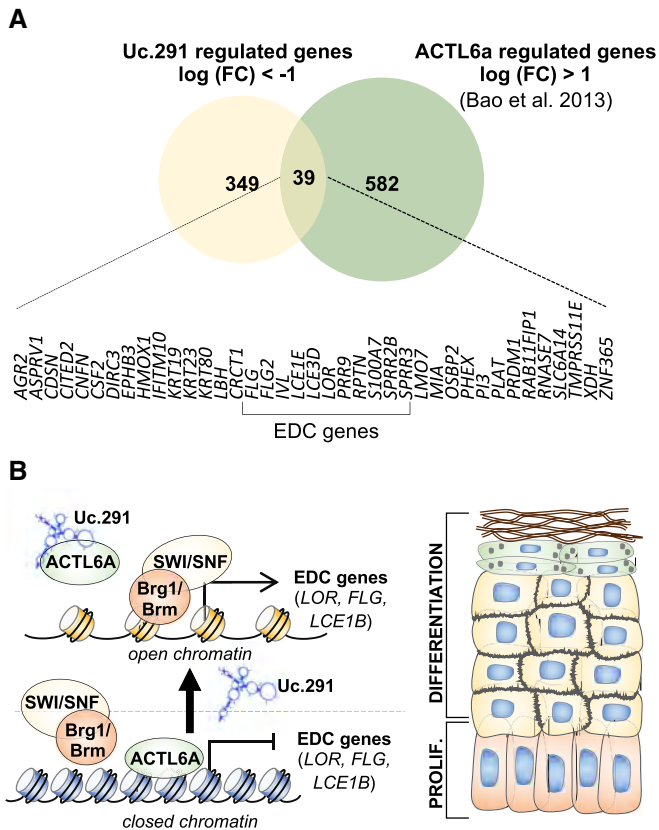 A
Uc.291 regulated genes
log (FC) < -1
ACTL6a regulated genes
log (FC) > 1
(Bao et al. 2013)
349
39
582
AGR2
ASPRV1
CDSN
CITED2
CNFN
CSF2
DIRC3
EPHB3
HMOX1
IFITM10
KRT19
KRT23
KRT80
LBH
CRCT1
FLG
FLG2
IVL
LCE1E
LCE3D
LOR
PRR9
RPTN
S100A7
SPRR2B
SPRR3
LMO7
MIA
OSBP2
PHEX
PI3
PLAT
PRDM1
RAB11FIP1
RNASE7
SLC6A14
TMPRSS11E
XDH
ZNF365
EDC genes
B
Uc.291
ACTL6A
SWI/SNF
Brg1/
Brm
EDC genes
(LOR, FLG,
LCE1B)
open chromatin
Uc.291
SWI/SNF
Brg1/
Brm
ACTL6A
EDC genes
(LOR, FLG,
LCE1B)
closed chromatin
DIFFERENTIATION
PROLIF.